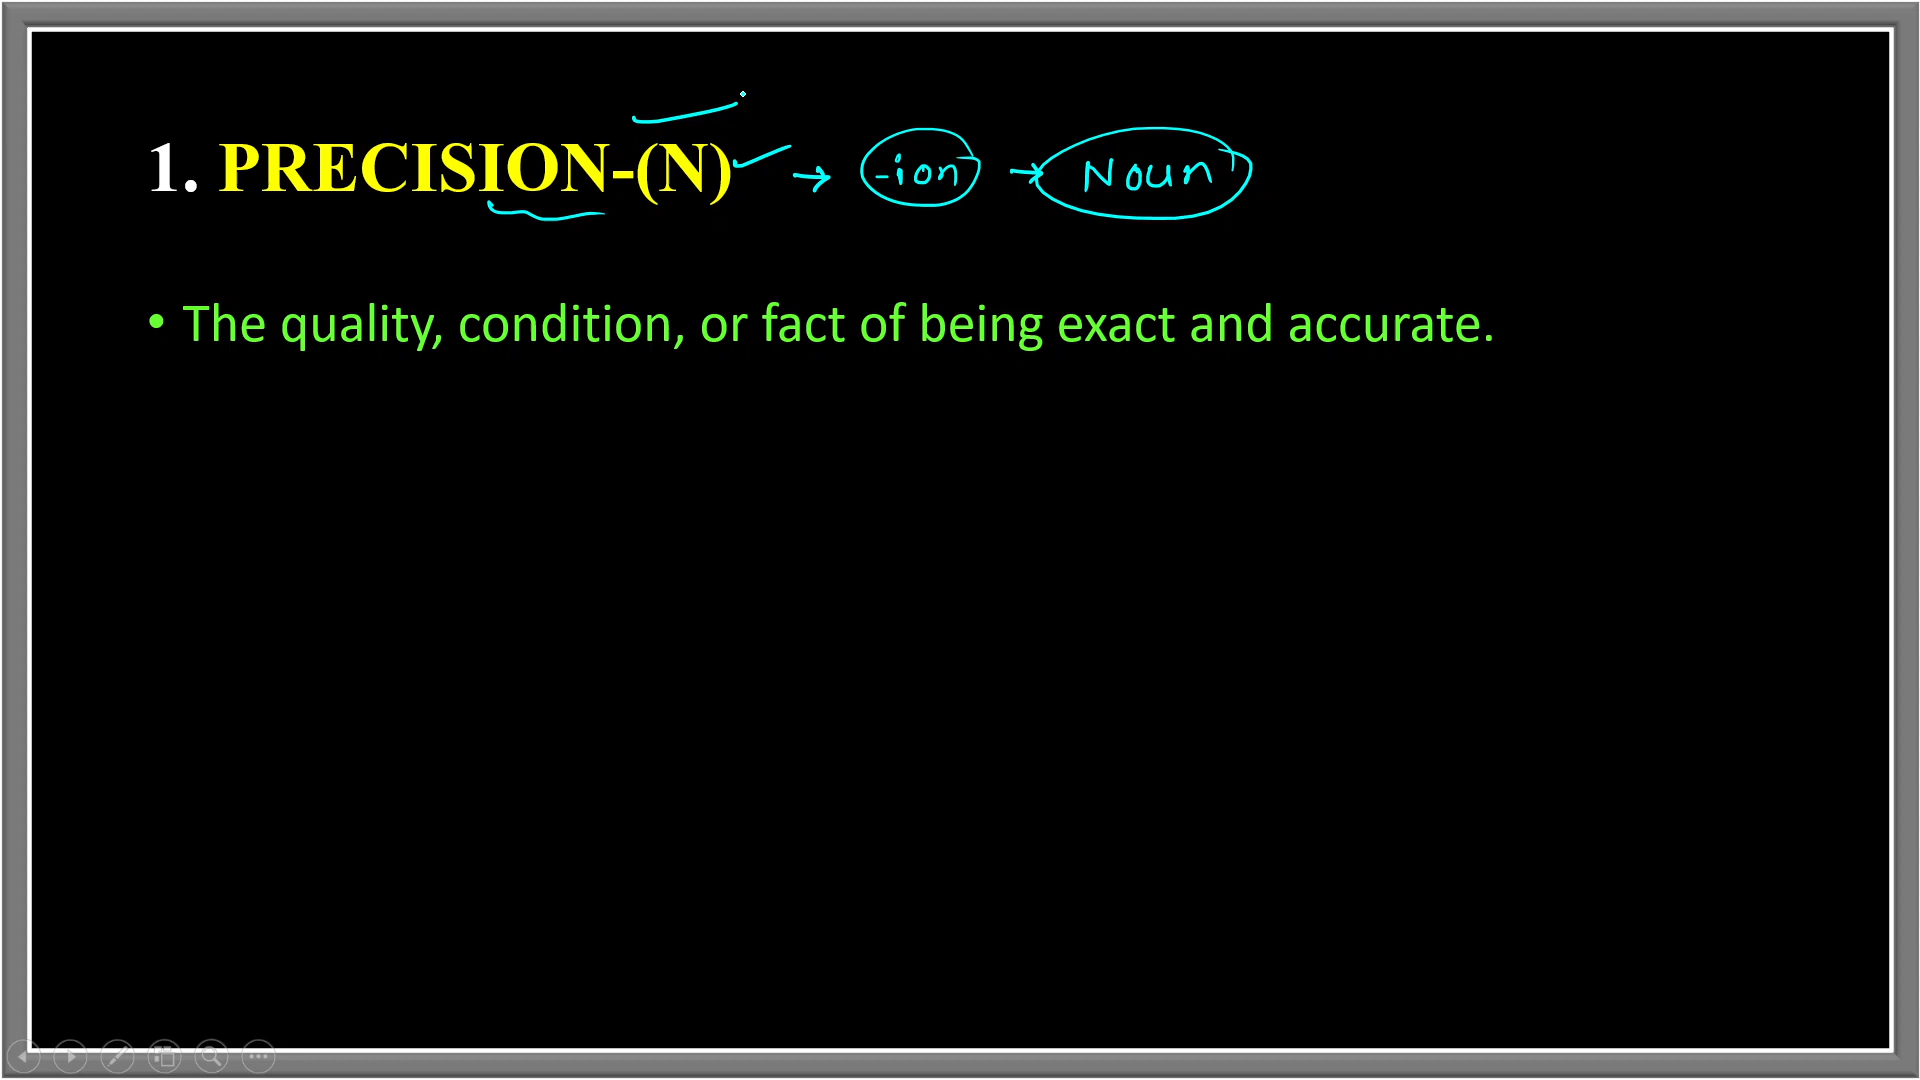 1. PRECISION-(N) → -ion → Noun
• The quality, condition, or fact of being exact and accurate.